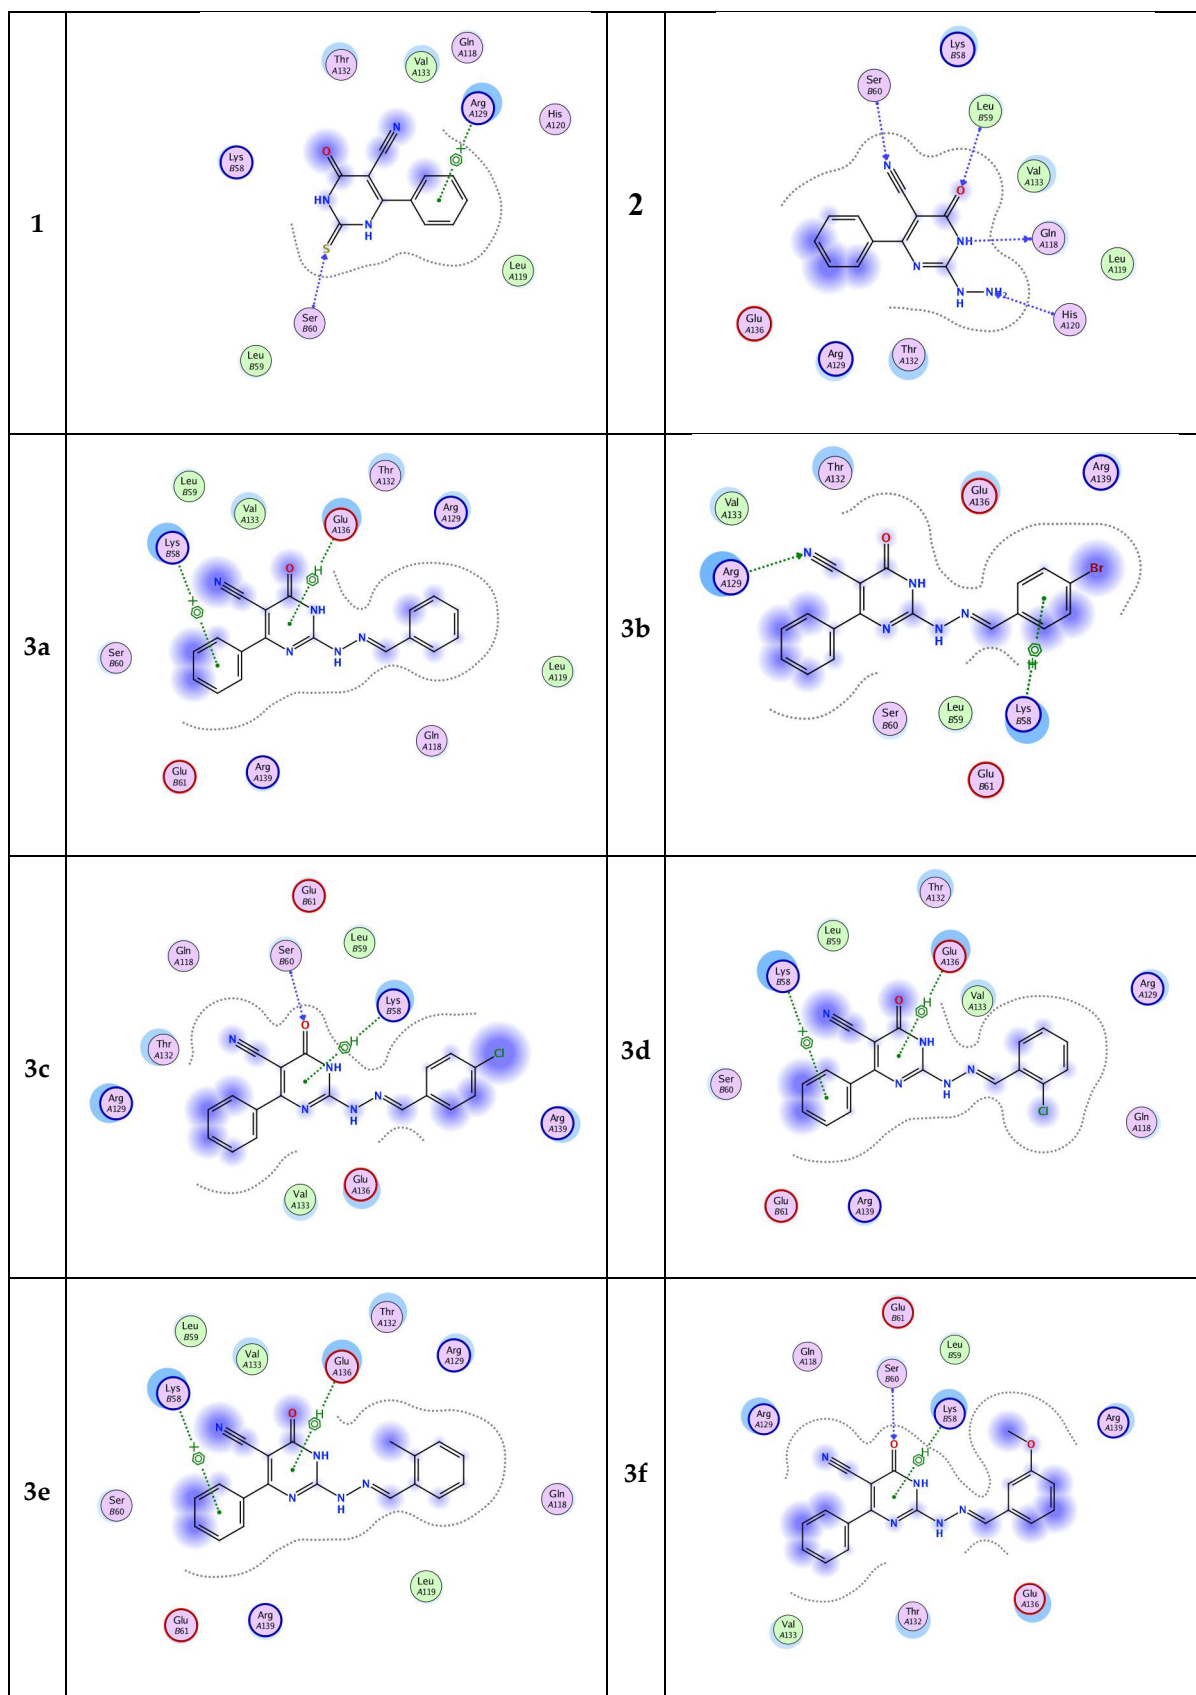 1
Thr
A132
Val
A133
Gln
A118
Arg
A129
His
A120
Lys
B58
O
N
HN
N
H
S
Leu
A119
Ser
B60
Leu
B59
2
Lys
B58
Ser
B60
Leu
B59
Val
A133
N
O
Gln
A118
NH
Leu
A119
N
N
H
NH2
Glu
A136
His
A120
Arg
A129
Thr
A132
3a
Leu
B59
Thr
A132
Val
A133
Glu
A136
Arg
A129
Lys
B58
H
+
N
O
NH
N
N
H
N
Ser
B60
Leu
A119
Gln
A118
Glu
B61
Arg
A139
3b
Thr
A132
Glu
A136
Arg
A139
Val
A133
Arg
A129
N
O
Br
NH
N
N
H
N
H
Ser
B60
Leu
B59
Lys
B58
Glu
B61
3c
Glu
B61
Gln
A118
Ser
B60
Leu
B59
Lys
B58
Thr
A132
O
N
H
Cl
NH
Arg
A129
N
N
H
N
Arg
A139
Val
A133
Glu
A136
3d
Thr
A132
Leu
B59
Glu
A136
Lys
B58
Val
A133
Arg
A129
H
+
N
O
NH
N
N
H
N
Cl
Ser
B60
Gln
A118
Glu
B61
Arg
A139
3e
Leu
B59
Thr
A132
Val
A133
Glu
A136
Arg
A129
Lys
B58
H
+
N
O
NH
N
N
H
N
Ser
B60
Gln
A118
Leu
A119
Glu
B61
Arg
A139
3f
Glu
B61
Gln
A118
Ser
B60
Leu
B59
Arg
A129
Lys
B58
Arg
A139
O
O
N
H
NH
N
N
H
N
Val
A133
Thr
A132
Glu
A136